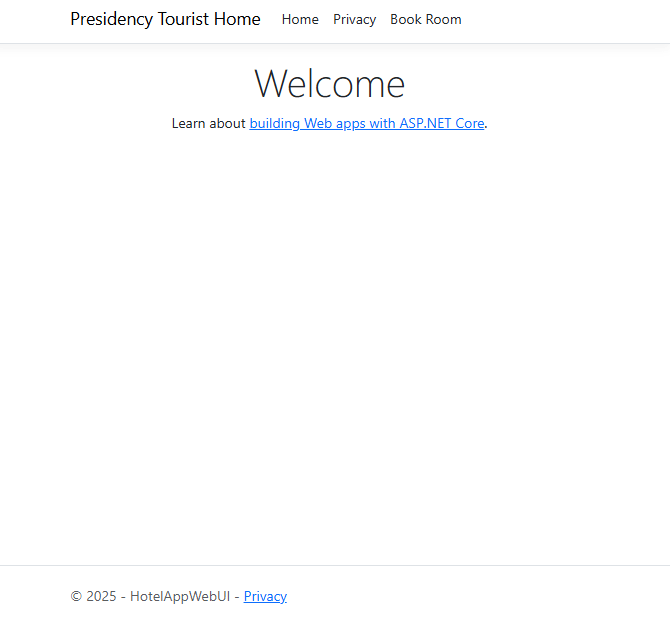 Presidency Tourist Home Home Privacy Book Room
Welcome
Learn about building Web apps with ASP.NET Core.
© 2025 - HotelAppWebUI - Privacy